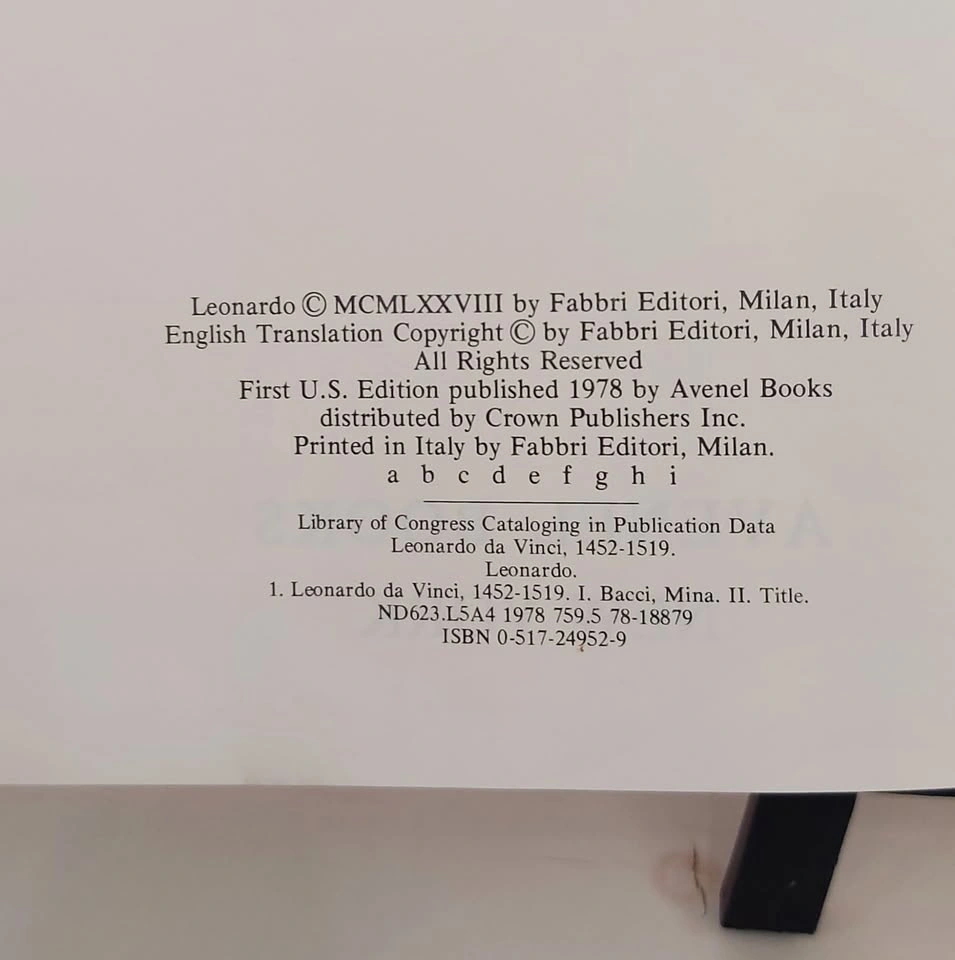 Leonardo © MCMLXXVIII by Fabbri Editori, Milan, Italy
English Translation Copyright © by Fabbri Editori, Milan, Italy
All Rights Reserved
First U.S. Edition published 1978 by Avenel Books
distributed by Crown Publishers Inc.
Printed in Italy by Fabbri Editori, Milan.
a b c d e f g h i
Library of Congress Cataloging in Publication Data
Leonardo da Vinci, 1452-1519.
Leonardo.
1. Leonardo da Vinci, 1452-1519. I. Bacci, Mina. II. Title.
ND623.L5A4 1978 759.5 78-18879
ISBN 0-517-24952-9